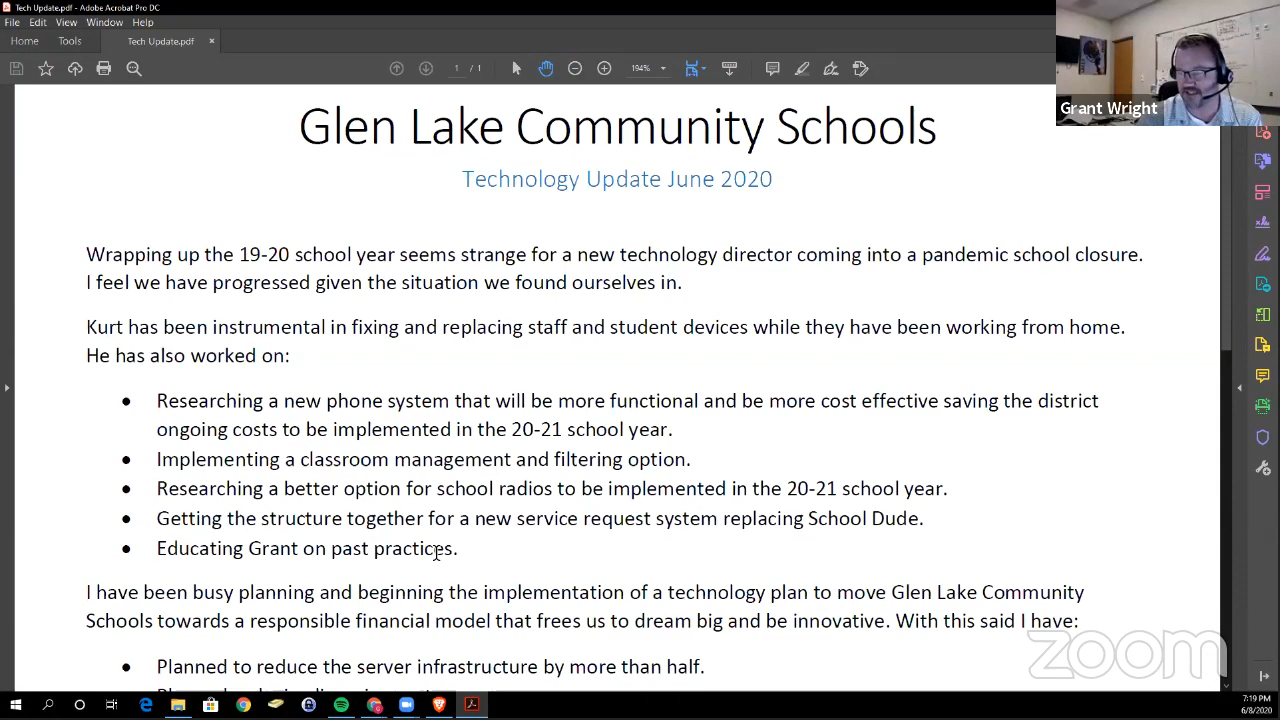 Tech Update.pdf - Adobe Acrobat Pro DC
File Edit View Window Help
Home Tools Tech Update.pdf ×
1 / 1 194%
Grant Wright
Glen Lake Community Schools
Technology Update June 2020
Wrapping up the 19-20 school year seems strange for a new technology director coming into a pandemic school closure.
I feel we have progressed given the situation we found ourselves in.
Kurt has been instrumental in fixing and replacing staff and student devices while they have been working from home.
He has also worked on:
• Researching a new phone system that will be more functional and be more cost effective saving the district
ongoing costs to be implemented in the 20-21 school year.
• Implementing a classroom management and filtering option.
• Researching a better option for school radios to be implemented in the 20-21 school year.
• Getting the structure together for a new service request system replacing School Dude.
• Educating Grant on past practices.
I have been busy planning and beginning the implementation of a technology plan to move Glen Lake Community
Schools towards a responsible financial model that frees us to dream big and be innovative. With this said I have:
• Planned to reduce the server infrastructure by more than half.
zoom
7:19 PM
6/8/2020